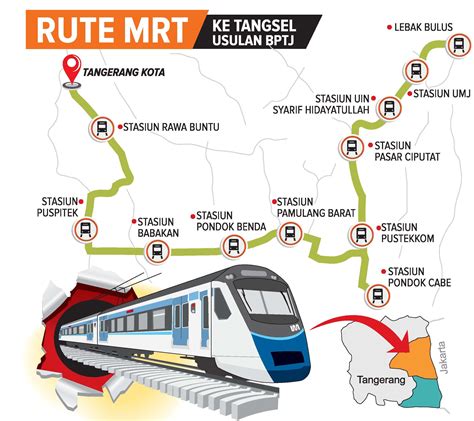 RUTE MRT
KE TANGSEL
USULAN BPTJ
LEBAK BULUS
TANGERANG KOTA
STASIUN UMJ
STASIUN UIN
SYARIF HIDAYATULLAH
STASIUN RAWA BUNTU
STASIUN
PASAR CIPUTAT
STASIUN
PUSPITEK
STASIUN
BABAKAN
STASIUN
PONDOK BENDA
STASIUN
PAMULANG BARAT
STASIUN
PUSTEKKOM
STASIUN
PONDOK CABE
Tangerang
Jakarta